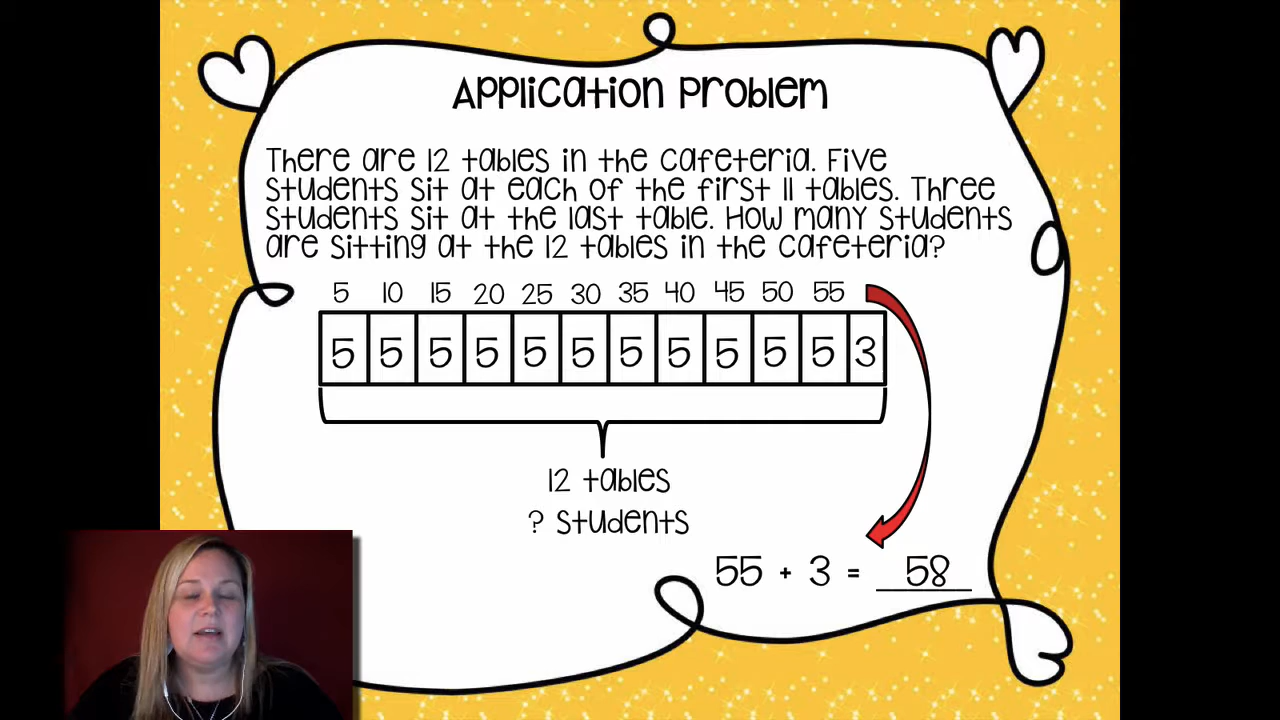 Application Problem
There are 12 tables in the cafeteria. Five
students sit at each of the first 11 tables. Three
students sit at the last table. How many students
are sitting at the 12 tables in the cafeteria?
5 10 15 20 25 30 35 40 45 50 55
5 5 5 5 5 5 5 5 5 5 5 3
12 tables
? students
55 + 3 = 58